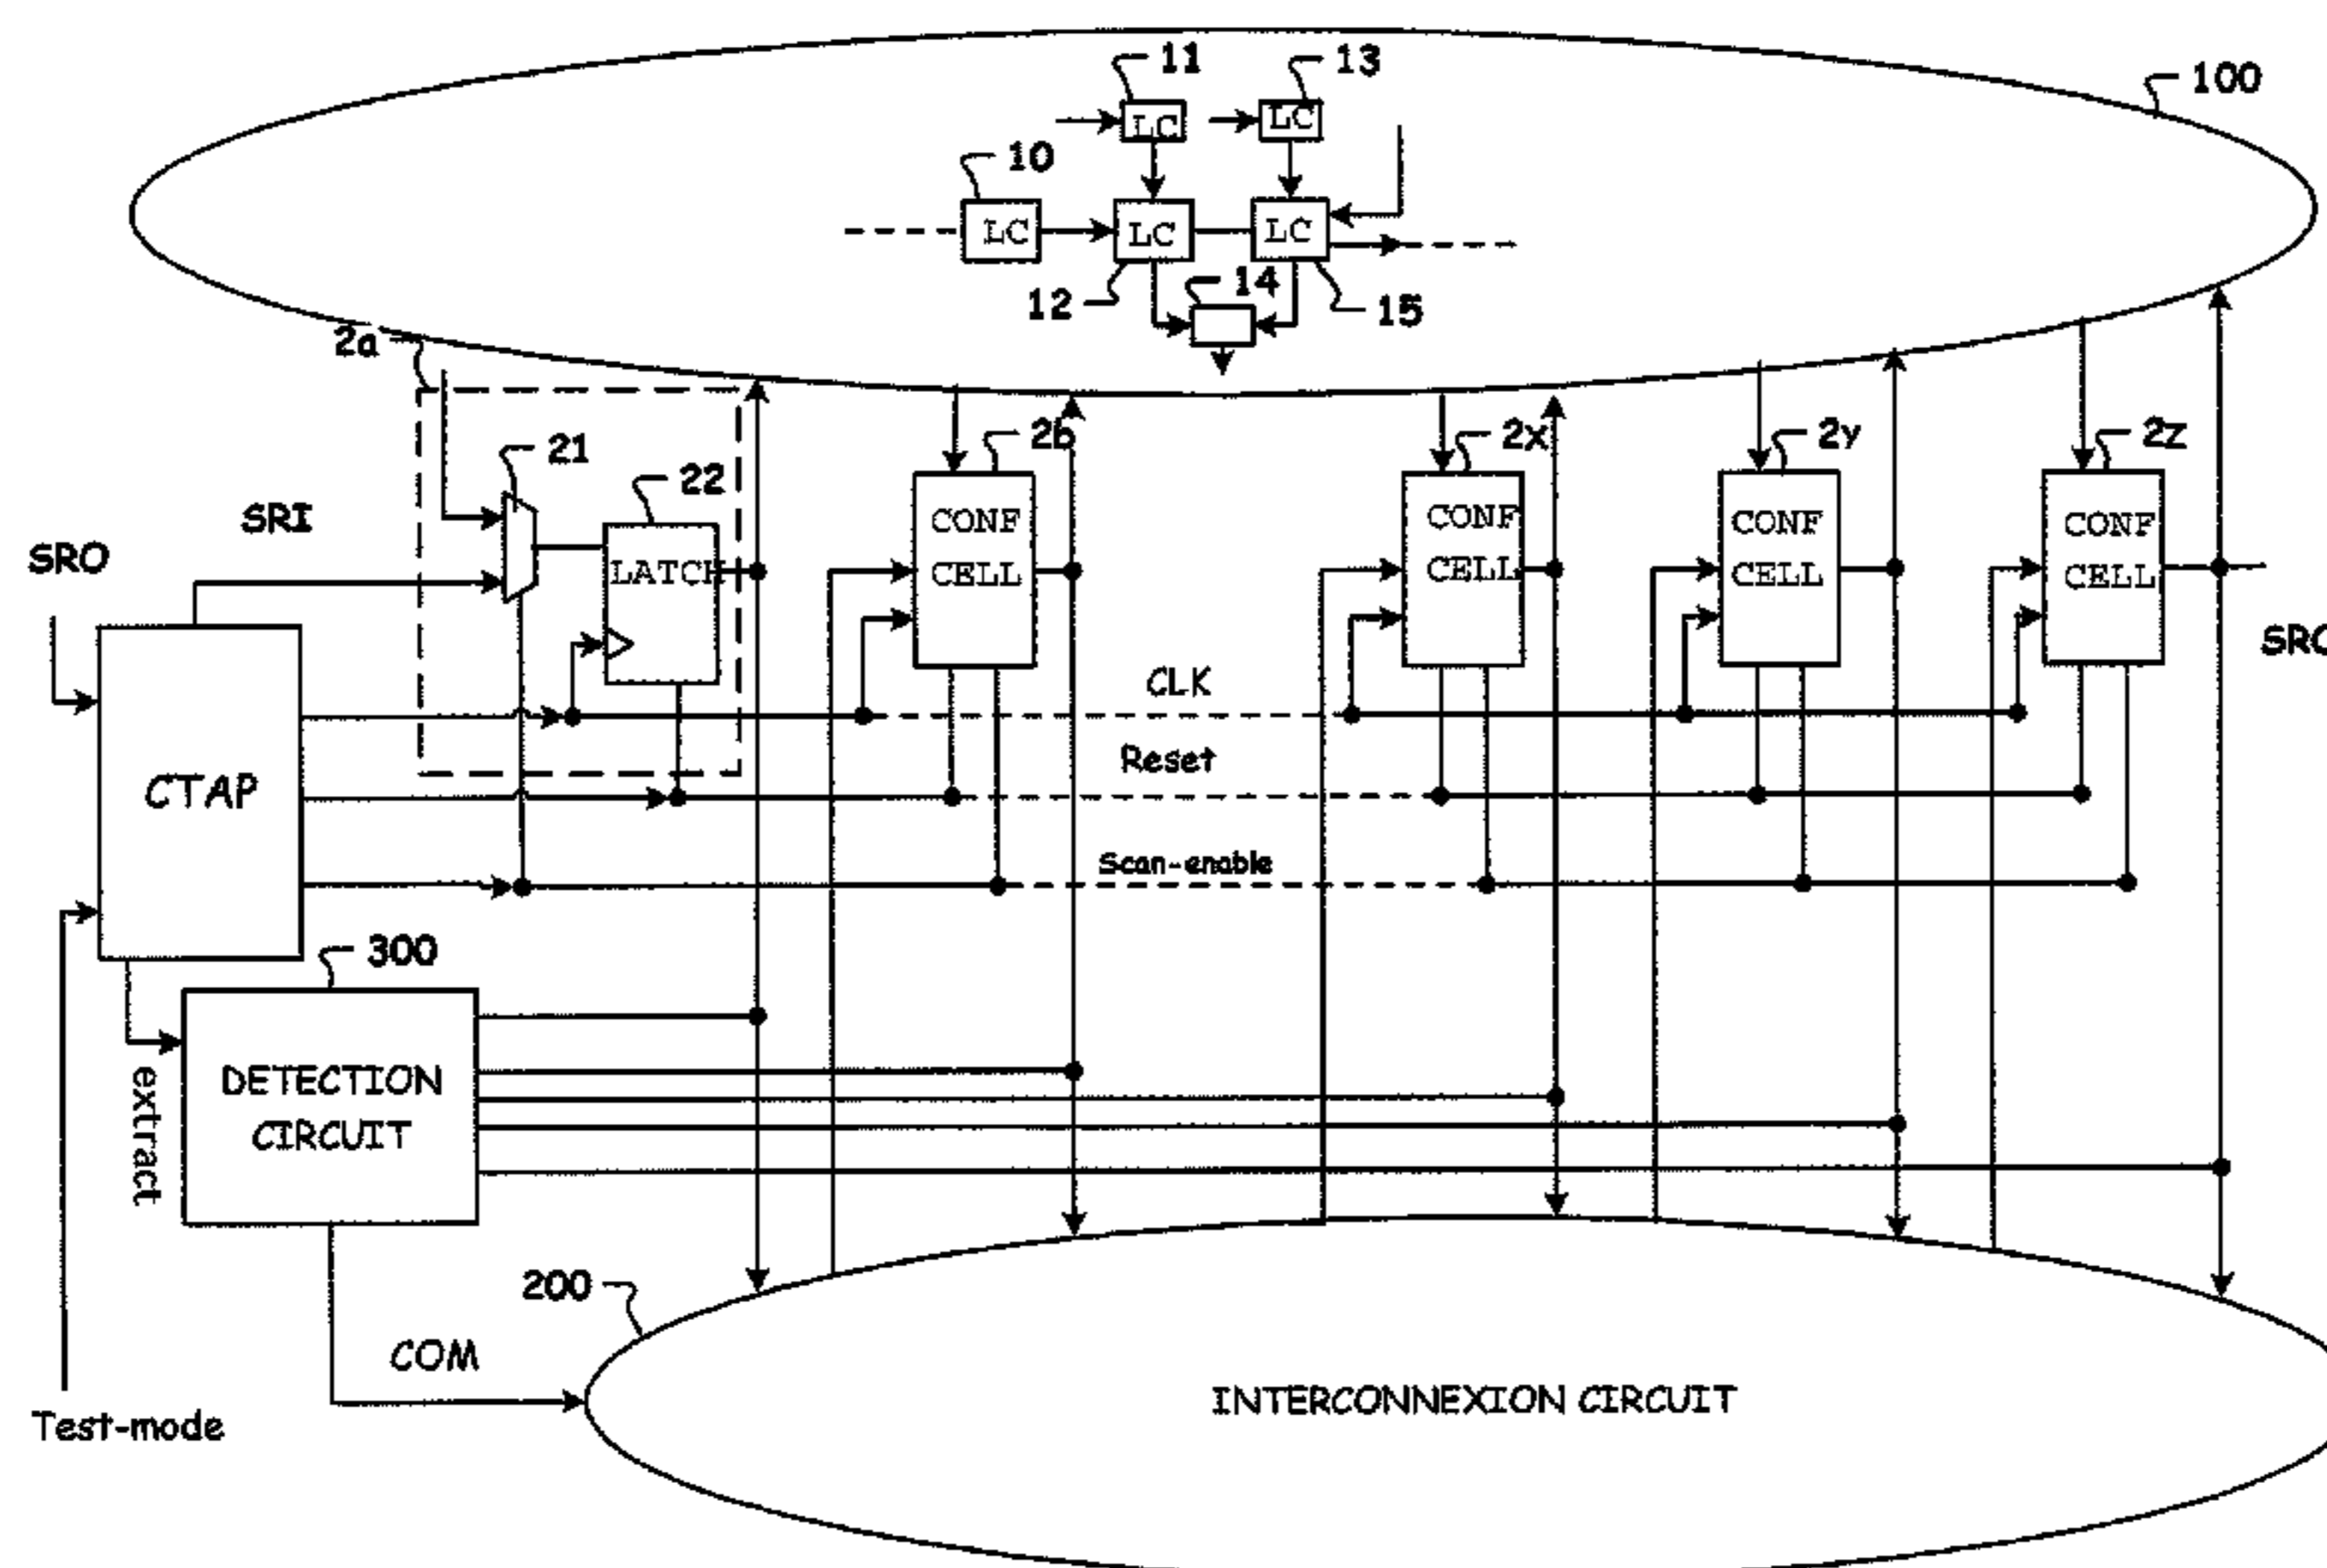 11
13
100
LC
LC
10
LC
LC
LC
12
14
15
2a
21
22
2b
2x
2y
2z
SRI
SRO
LATCH
CONF
CELL
CONF
CELL
CONF
CELL
CONF
CELL
CLK
Reset
Scan-enable
CTAP
300
DETECTION
CIRCUIT
extract
COM
200
INTERCONNEXION CIRCUIT
Test-mode